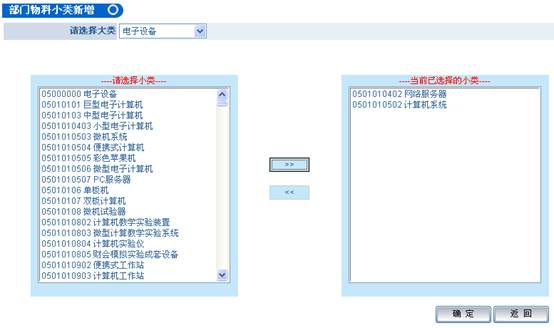 部门物料小类新增
请选择大类 电子设备
----请选择小类----
05000000 电子设备
05010101 巨型电子计算机
05010103 中型电子计算机
0501010403 小型电子计算机
0501010503 微机系统
0501010504 便携式计算机
0501010505 彩色苹果机
0501010506 微型电子计算机
0501010507 PC服务器
05010106 单板机
05010107 双板计算机
05010108 微机试验器
0501010802 计算机教学实验装置
0501010803 微型计算教学实验系统
0501010804 计算机实验仪
0501010805 财会模拟实验成套设备
0501010902 便携式工作站
0501010903 计算机工作站
>>
<<
----当前已选择的小类----
0501010402 网络服务器
0501010502 计算机系统
确 定
返 回